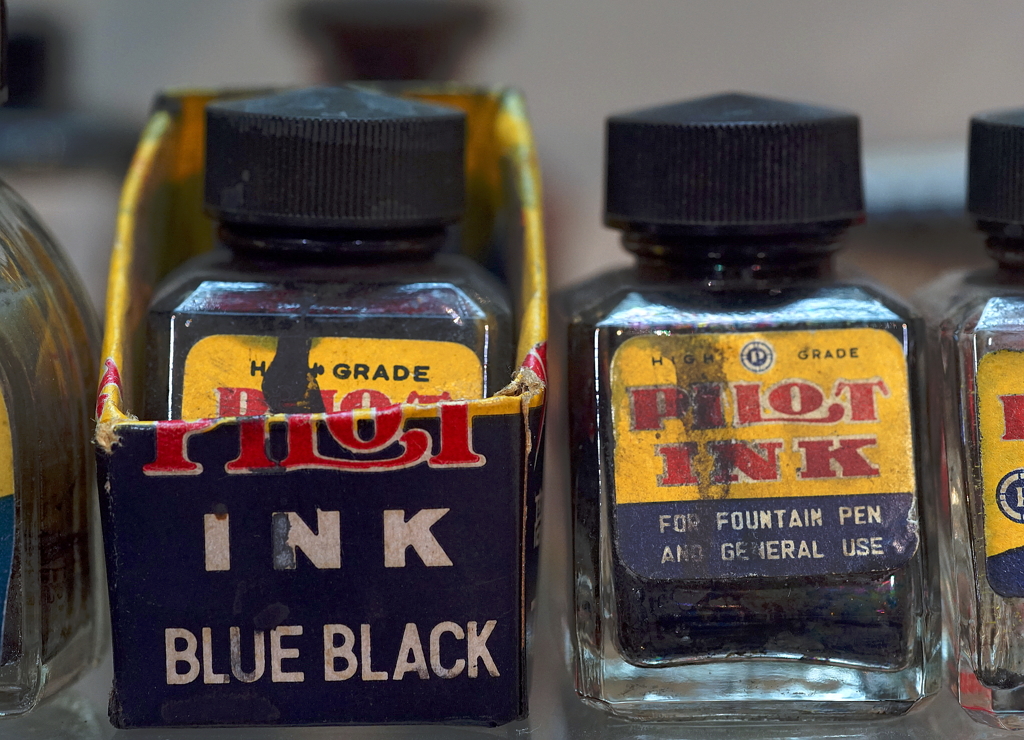 HIGH GRADE
PILOT
INK
BLUE BLACK
HIGH P GRADE
PILOT
INK
FOR FOUNTAIN PEN
AND GENERAL USE